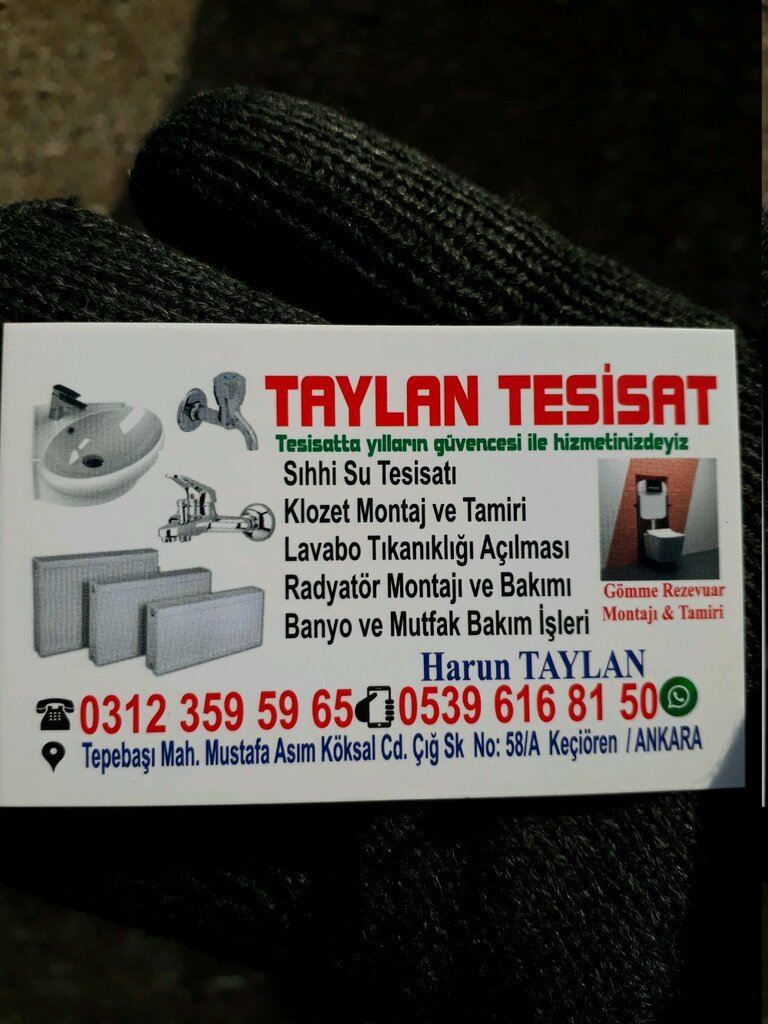 TAYLAN TESİSAT
Tesisatta yılların güvencesi ile hizmetinizdeyiz
Sıhhi Su Tesisatı
Klozet Montaj ve Tamiri
Lavabo Tıkanıklığı Açılması
Radyatör Montajı ve Bakımı
Banyo ve Mutfak Bakım İşleri
Gömme Rezevuar
Montajı & Tamiri
Harun TAYLAN
0312 359 59 65 0539 616 81 50
Tepebaşı Mah. Mustafa Asım Köksal Cd. Çığ Sk No: 58/A Keçiören / ANKARA